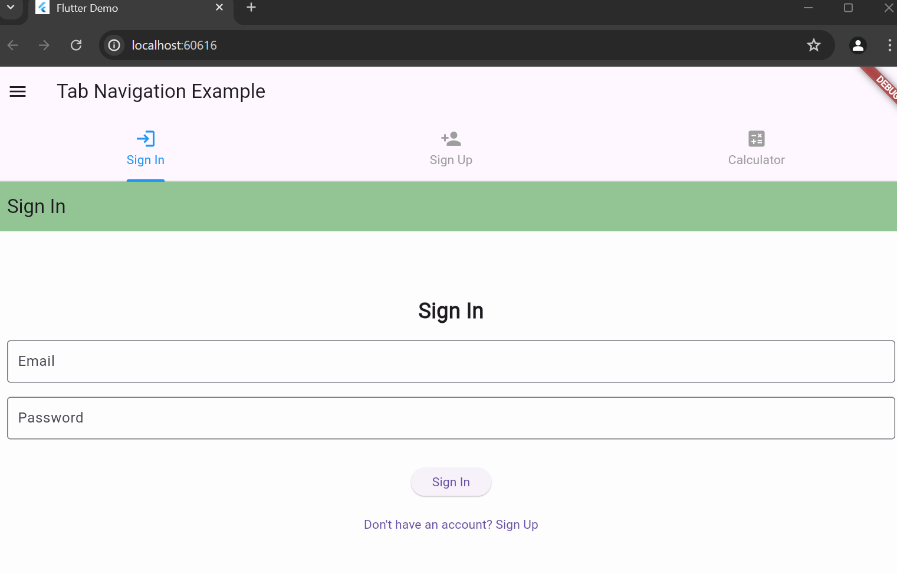 Flutter Demo
localhost:60616
Tab Navigation Example
DEBUG
Sign In
Sign Up
Calculator
Sign In
Sign In
Email
Password
Sign In
Don't have an account? Sign Up